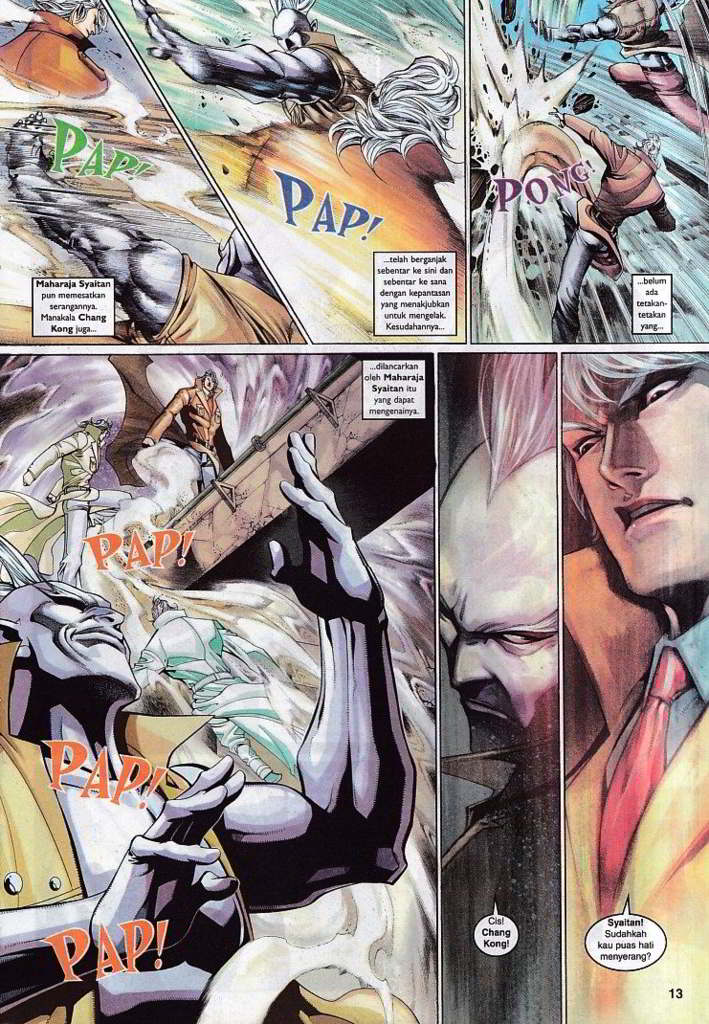 PAP!
PAP!
PONG!
Maharaja Syaitan
pun memesatkan
serangannya.
Manakala Chang
Kong juga...
...telah berganjak
sebentar ke sini dan
sebentar ke sana
dengan kepantasan
yang menakjubkan
untuk mengelak.
Kesudahannya...
...belum
ada
tetakan-
tetakan
yang...
...dilancarkan
oleh Maharaja
Syaitan itu
yang dapat
mengenainya.
PAP!
PAP!
PAP!
Cis!
Chang
Kong!
Syaitan!
Sudahkah
kau puas hati
menyerang?
13